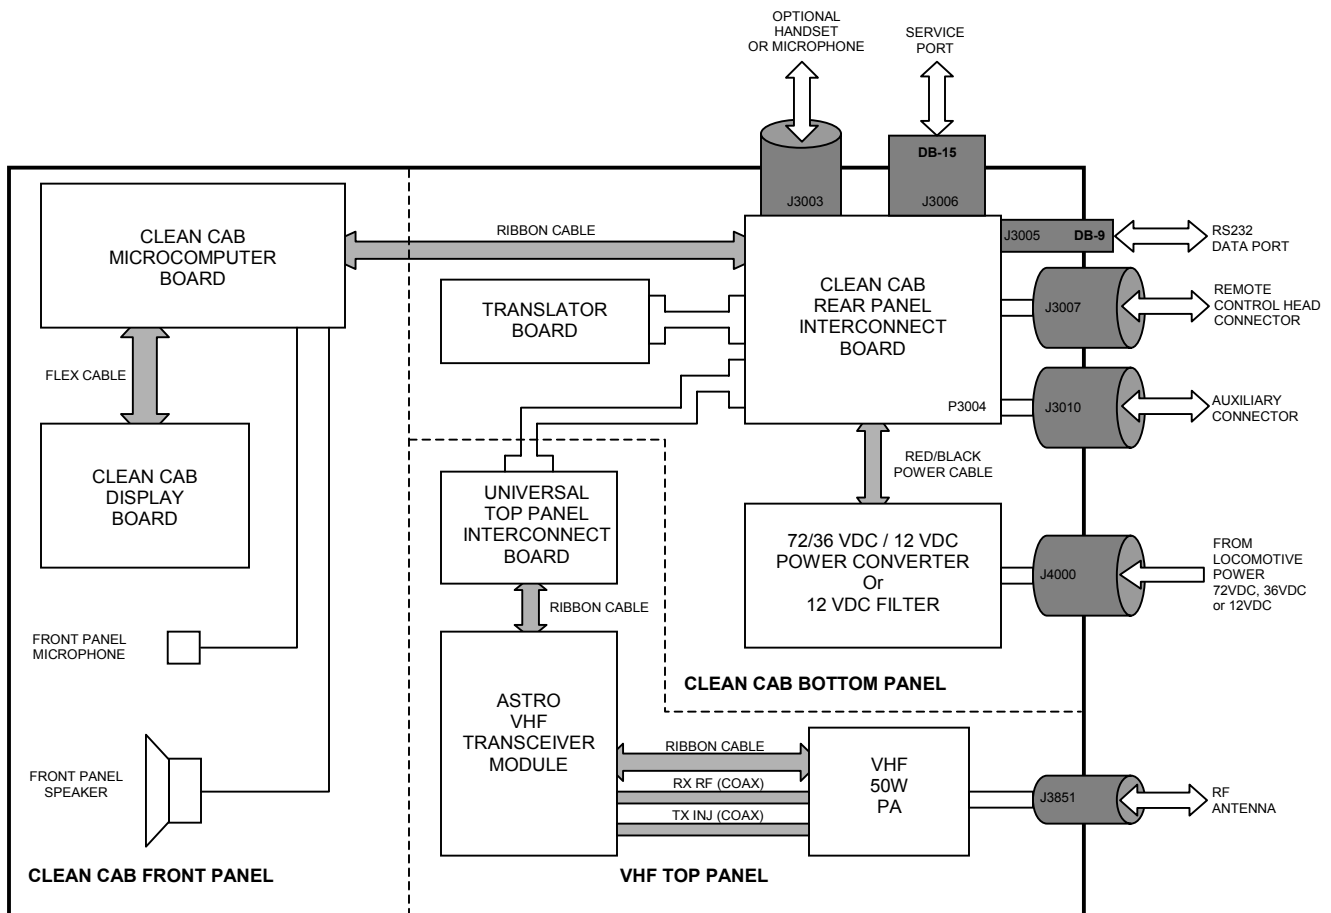 OPTIONAL
HANDSET
OR MICROPHONE
SERVICE
PORT
DB-15
J3003
J3006
CLEAN CAB
MICROCOMPUTER
BOARD
RIBBON CABLE
J3005 DB-9
RS232
DATA PORT
CLEAN CAB
REAR PANEL
INTERCONNECT
BOARD
TRANSLATOR
BOARD
J3007
REMOTE
CONTROL HEAD
CONNECTOR
FLEX CABLE
P3004
J3010
AUXILIARY
CONNECTOR
CLEAN CAB
DISPLAY
BOARD
RED/BLACK
POWER CABLE
UNIVERSAL
TOP PANEL
INTERCONNECT
BOARD
72/36 VDC / 12 VDC
POWER CONVERTER
Or
12 VDC FILTER
J4000
FROM
LOCOMOTIVE
POWER
72VDC, 36VDC
or 12VDC
RIBBON CABLE
FRONT PANEL
MICROPHONE
CLEAN CAB BOTTOM PANEL
ASTRO
VHF
TRANSCEIVER
MODULE
RIBBON CABLE
RX RF (COAX)
TX INJ (COAX)
VHF
50W
PA
J3851
RF
ANTENNA
FRONT PANEL
SPEAKER
CLEAN CAB FRONT PANEL
VHF TOP PANEL